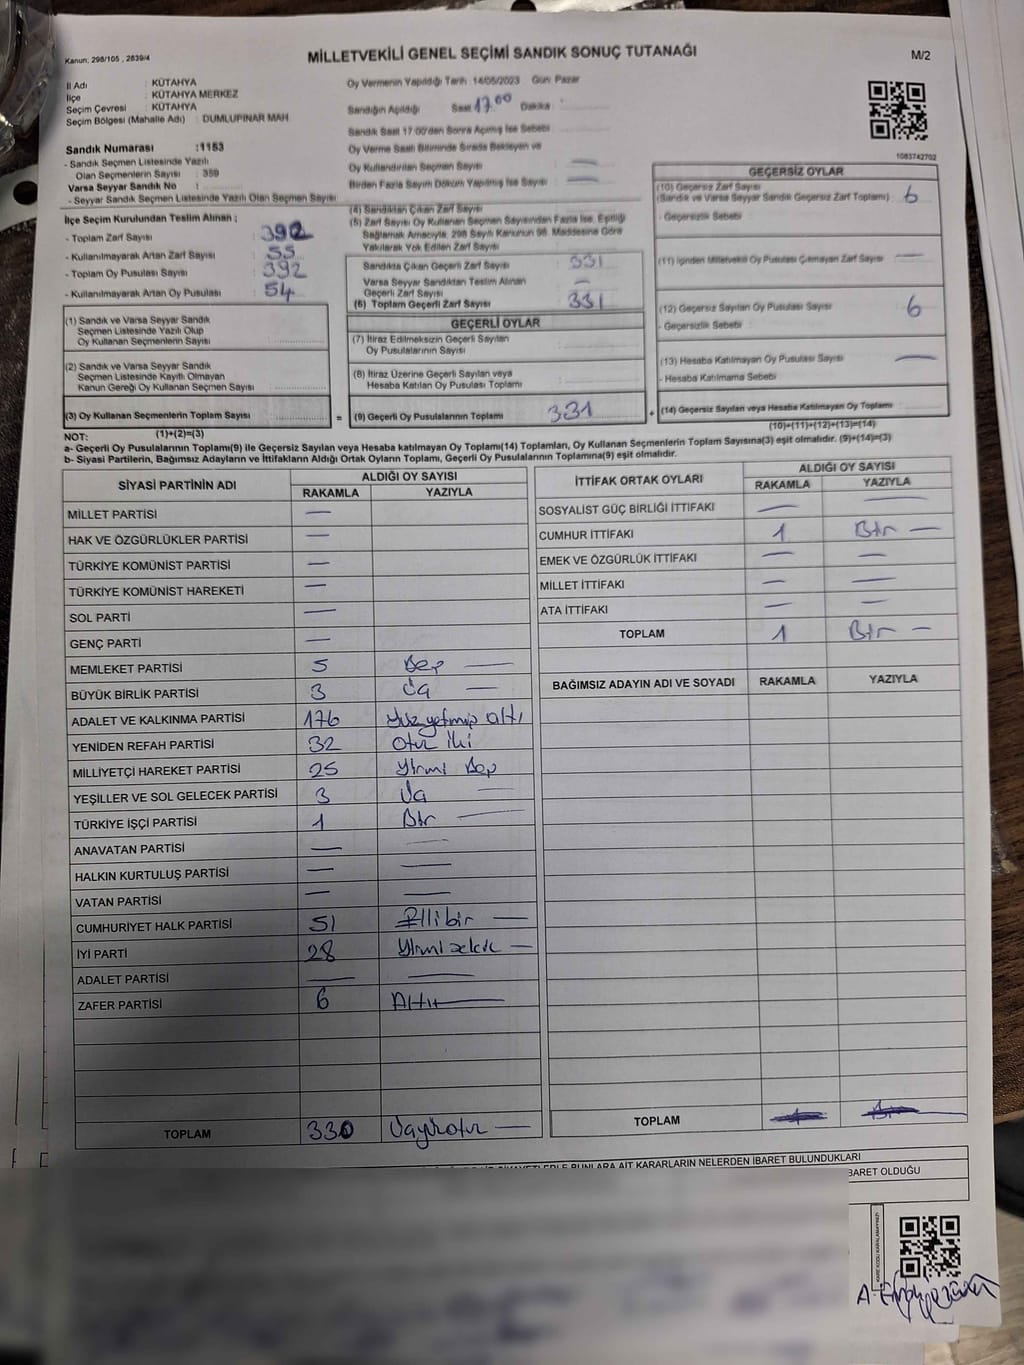 Kanun: 298/105 , 2839/4
MİLLETVEKİLİ GENEL SEÇİMİ SANDIK SONUÇ TUTANAĞI
M/2
İl Adı : KÜTAHYA
İlçe : KÜTAHYA MERKEZ
Seçim Çevresi : KÜTAHYA
Seçim Bölgesi (Mahalle Adı) : DUMLUPINAR MAH.
Sandık Numarası :1153
- Sandık Seçmen Listesinde Yazılı
Olan Seçmenlerin Sayısı : 359
Varsa Seyyar Sandık No :
- Seyyar Sandık Seçmen Listesinde Yazılı Olan Seçmen Sayısı
Oy Vermenin Yapıldığı Tarih : 14/05/2023 Gün: Pazar
Sandığın Açıldığı Saat 17.00 Dakika :
Sandık Saat 17:00'den Sonra Açılmış İse Sebebi
Oy Verme Saati Bitiminde Sırada Bekleyen ve
Oy Kullandırılan Seçmen Sayısı : —
Birden Fazla Sayım Döküm Yapılmış İse Sayısı : —
1083742702
İlçe Seçim Kurulundan Teslim Alınan ;
- Toplam Zarf Sayısı : 392
- Kullanılmayarak Artan Zarf Sayısı : 55
- Toplam Oy Pusulası Sayısı : 392
- Kullanılmayarak Artan Oy Pusulası : 54
(4) Sandıktan Çıkan Zarf Sayısı
(5) Zarf Sayısı Oy Kullanan Seçmen Sayısından Fazla İse, Eşitliği
Sağlamak Amacıyla, 298 Sayılı Kanunun 98. Maddesine Göre
Yakılarak Yok Edilen Zarf Sayısı
Sandıkta Çıkan Geçerli Zarf Sayısı : 331
Varsa Seyyar Sandıktan Teslim Alınan
Geçerli Zarf Sayısı : —
(6) Toplam Geçerli Zarf Sayısı : 331
GEÇERSİZ OYLAR
(10) Geçersiz Zarf Sayısı
(Sandık ve Varsa Seyyar Sandık Geçersiz Zarf Toplamı) : 6
- Geçersizlik Sebebi :
(11) İçinden Milletvekili Oy Pusulası Çıkmayan Zarf Sayısı —
(12) Geçersiz Sayılan Oy Pusulası Sayısı : 6
- Geçersizlik Sebebi :
(13) Hesaba Katılmayan Oy Pusulası Sayısı —
- Hesaba Katılmama Sebebi
(14) Geçersiz Sayılan veya Hesaba Katılmayan Oy Toplamı
(10)+(11)+(12)+(13)=(14)
(1) Sandık ve Varsa Seyyar Sandık
Seçmen Listesinde Yazılı Olup
Oy Kullanan Seçmenlerin Sayısı
(2) Sandık ve Varsa Seyyar Sandık
Seçmen Listesinde Kayıtlı Olmayan
Kanun Gereği Oy Kullanan Seçmen Sayısı
(3) Oy Kullanan Seçmenlerin Toplam Sayısı
(1)+(2)=(3)
GEÇERLİ OYLAR
(7) İtiraz Edilmeksizin Geçerli Sayılan
Oy Pusulalarının Sayısı
(8) İtiraz Üzerine Geçerli Sayılan veya
Hesaba Katılan Oy Pusulası Toplamı
= (9) Geçerli Oy Pusulalarının Toplamı 331 +
NOT:
a- Geçerli Oy Pusulalarının Toplamı(9) ile Geçersiz Sayılan veya Hesaba katılmayan Oy Toplamı(14) Toplamları, Oy Kullanan Seçmenlerin Toplam Sayısına(3) eşit olmalıdır. (9)+(14)=(3)
b- Siyasi Partilerin, Bağımsız Adayların ve İttifakların Aldığı Ortak Oyların Toplamı, Geçerli Oy Pusulalarının Toplamına(9) eşit olmalıdır.
SİYASİ PARTİNİN ADI ALDIĞI OY SAYISI
RAKAMLA YAZIYLA
MİLLET PARTİSİ —
HAK VE ÖZGÜRLÜKLER PARTİSİ —
TÜRKİYE KOMÜNİST PARTİSİ —
TÜRKİYE KOMÜNİST HAREKETİ —
SOL PARTİ —
GENÇ PARTİ —
MEMLEKET PARTİSİ 5 Beş —
BÜYÜK BİRLİK PARTİSİ 3 Üç —
ADALET VE KALKINMA PARTİSİ 176 Yüz yetmiş altı
YENİDEN REFAH PARTİSİ 32 Otuz iki
MİLLİYETÇİ HAREKET PARTİSİ 25 Yirmi Beş
YEŞİLLER VE SOL GELECEK PARTİSİ 3 Üç —
TÜRKİYE İŞÇİ PARTİSİ 1 Bir —
ANAVATAN PARTİSİ — —
HALKIN KURTULUŞ PARTİSİ — —
VATAN PARTİSİ — —
CUMHURİYET HALK PARTİSİ 51 Elli bir —
İYİ PARTİ 28 Yirmi sekiz —
ADALET PARTİSİ — —
ZAFER PARTİSİ 6 Altı —
TOPLAM 330 Üçyüzotuz —
İTTİFAK ORTAK OYLARI ALDIĞI OY SAYISI
RAKAMLA YAZIYLA
SOSYALİST GÜÇ BİRLİĞİ İTTİFAKI — —
CUMHUR İTTİFAKI 1 Bir —
EMEK VE ÖZGÜRLÜK İTTİFAKI — —
MİLLET İTTİFAKI — —
ATA İTTİFAKI — —
TOPLAM 1 Bir —
BAĞIMSIZ ADAYIN ADI VE SOYADI RAKAMLA YAZIYLA
TOPLAM
BUNLARA AİT KARARLARIN NELERDEN İBARET BULUNDUKLARI
İBARET OLDUĞU